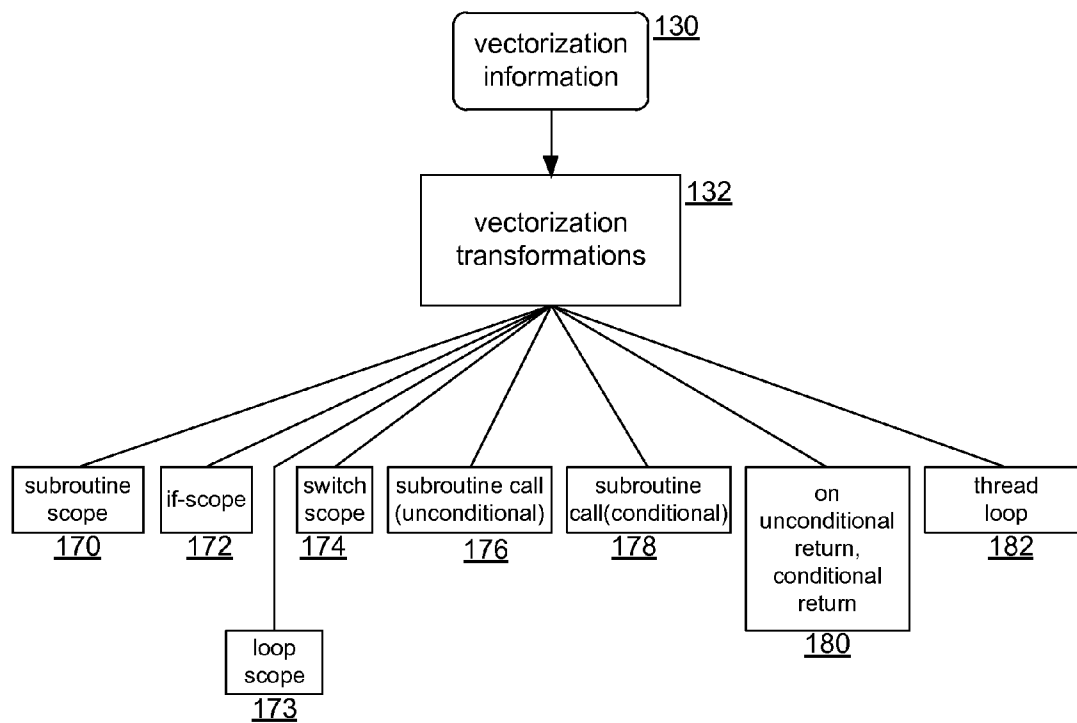 vectorization
information
130
vectorization
transformations
132
subroutine
scope
170
if-scope
172
switch
scope
174
subroutine call
(unconditional)
176
subroutine
call(conditional)
178
on
unconditional
return,
conditional
return
180
thread
loop
182
loop
scope
173